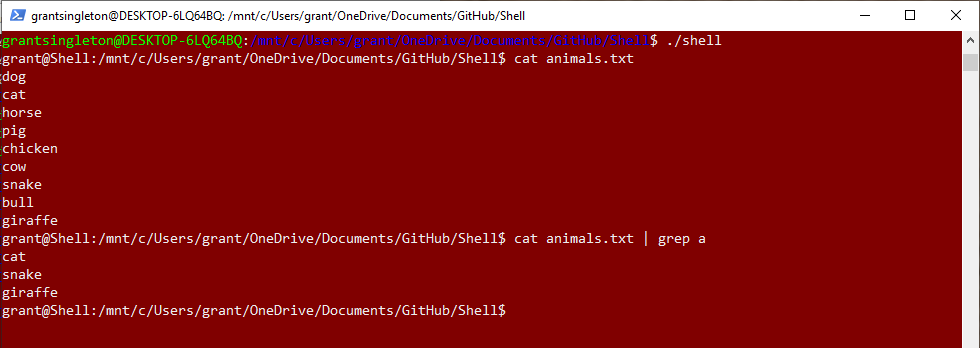 grantsingleton@DESKTOP-6LQ64BQ: /mnt/c/Users/grant/OneDrive/Documents/GitHub/Shell
grantsingleton@DESKTOP-6LQ64BQ:/mnt/c/Users/grant/OneDrive/Documents/GitHub/Shell$ ./shell
grant@Shell:/mnt/c/Users/grant/OneDrive/Documents/GitHub/Shell$ cat animals.txt
dog
cat
horse
pig
chicken
cow
snake
bull
giraffe
grant@Shell:/mnt/c/Users/grant/OneDrive/Documents/GitHub/Shell$ cat animals.txt | grep a
cat
snake
giraffe
grant@Shell:/mnt/c/Users/grant/OneDrive/Documents/GitHub/Shell$